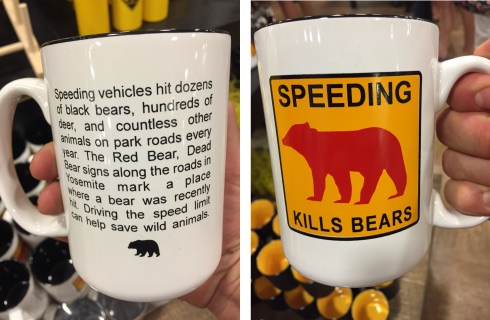 Speeding vehicles hit dozens
of black bears, hundreds of
deer, and countless other
animals on park roads every
year. The Red Bear, Dead
Bear signs along the roads in
Yosemite mark a place
where a bear was recently
hit. Driving the speed limit
can help save wild animals.
SPEEDING
KILLS BEARS